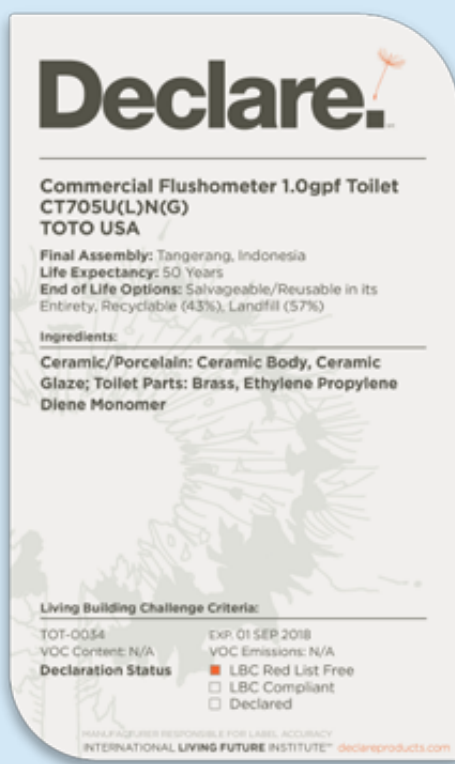 Declare.
Commercial Flushometer 1.0gpf Toilet
CT705U(L)N(G)
TOTO USA
Final Assembly: Tangerang, Indonesia
Life Expectancy: 50 Years
End of Life Options: Salvageable/Reusable in its
Entirety, Recyclable (43%), Landfill (57%)
Ingredients:
Ceramic/Porcelain: Ceramic Body, Ceramic
Glaze; Toilet Parts: Brass, Ethylene Propylene
Diene Monomer
Living Building Challenge Criteria:
TOT-0034 EXP. 01 SEP 2018
VOC Content: N/A VOC Emissions: N/A
Declaration Status LBC Red List Free
LBC Compliant
Declared
MANUFACTURER RESPONSIBLE FOR LABEL ACCURACY
INTERNATIONAL LIVING FUTURE INSTITUTE™ declareproducts.com